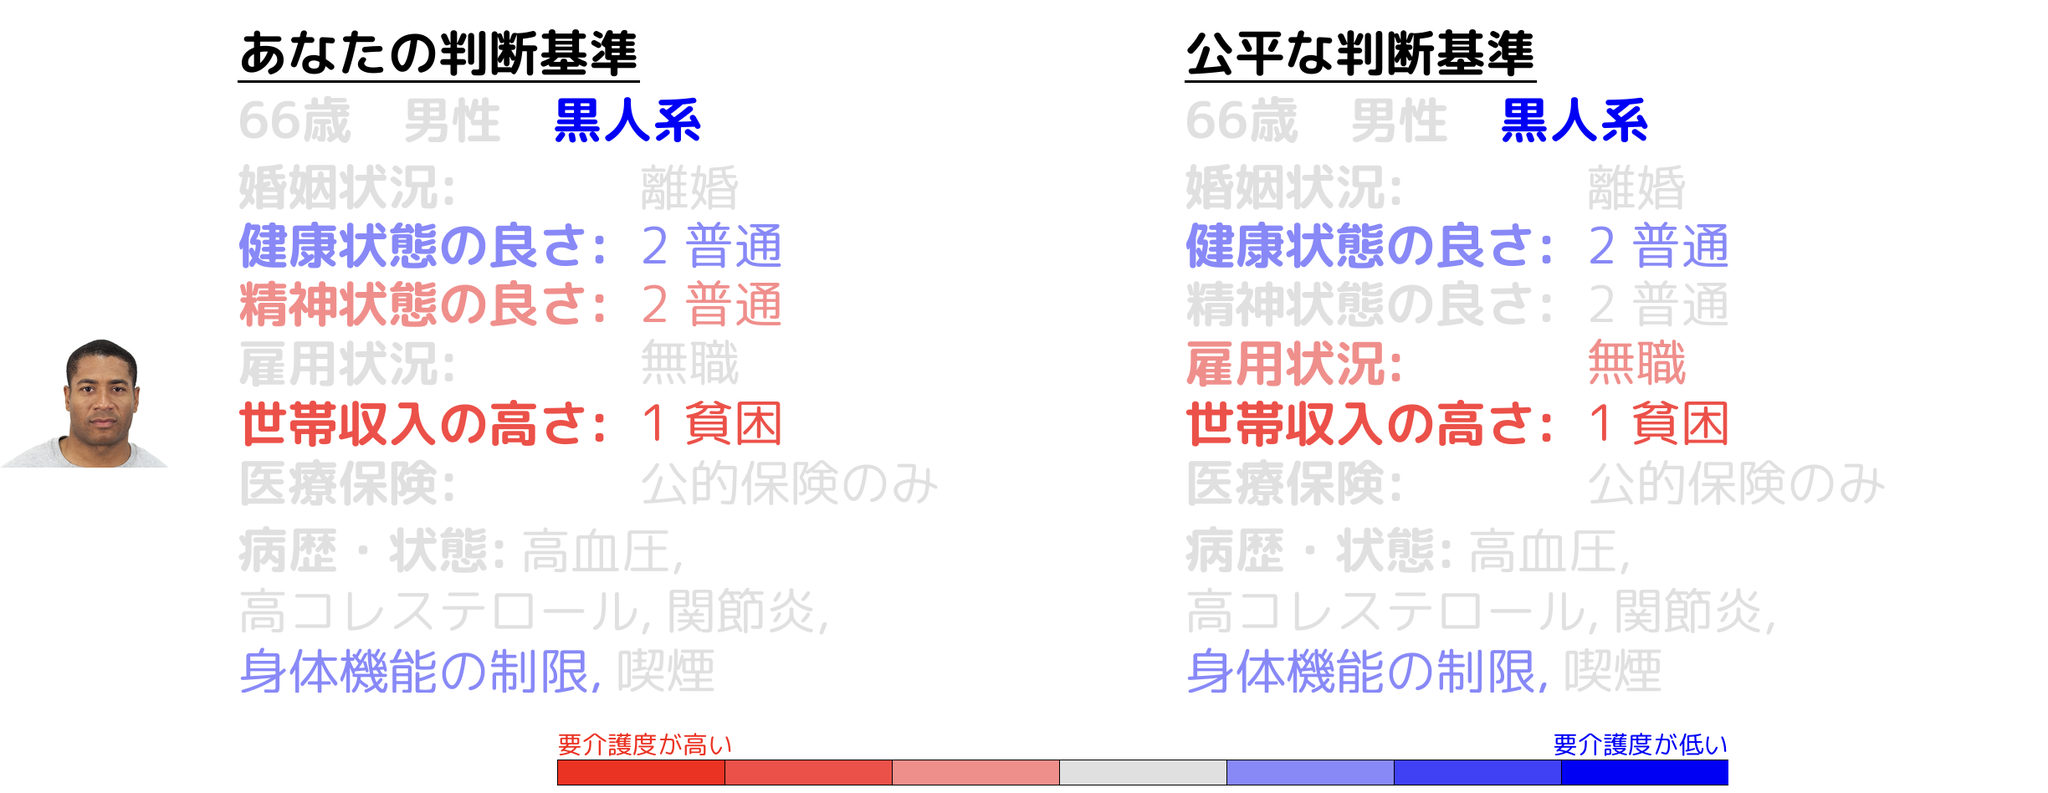 あなたの判断基準
66歳 男性 黒人系
婚姻状況: 離婚
健康状態の良さ: 2 普通
精神状態の良さ: 2 普通
雇用状況: 無職
世帯収入の高さ: 1 貧困
医療保険: 公的保険のみ
病歴・状態: 高血圧,
高コレステロール, 関節炎,
身体機能の制限, 喫煙
公平な判断基準
66歳 男性 黒人系
婚姻状況: 離婚
健康状態の良さ: 2 普通
精神状態の良さ: 2 普通
雇用状況: 無職
世帯収入の高さ: 1 貧困
医療保険: 公的保険のみ
病歴・状態: 高血圧,
高コレステロール, 関節炎,
身体機能の制限, 喫煙
要介護度が高い
要介護度が低い